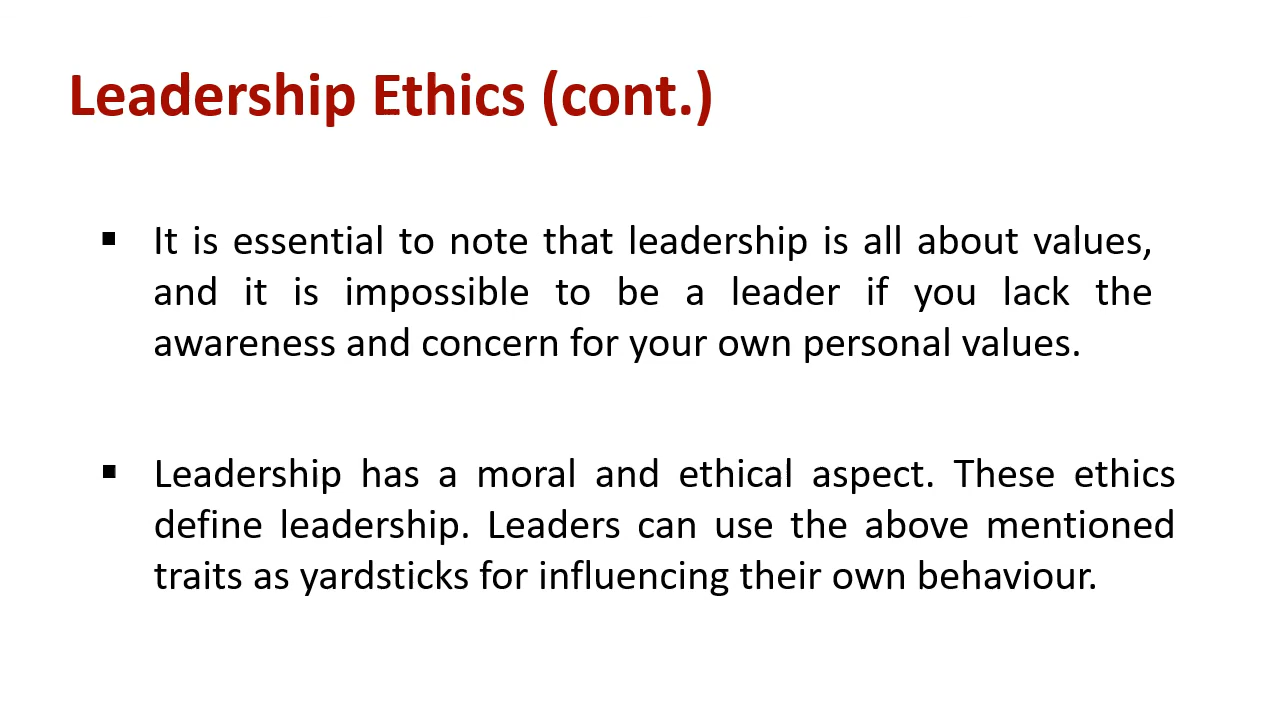 Leadership Ethics (cont.)
▪ It is essential to note that leadership is all about values,
and it is impossible to be a leader if you lack the
awareness and concern for your own personal values.
▪ Leadership has a moral and ethical aspect. These ethics
define leadership. Leaders can use the above mentioned
traits as yardsticks for influencing their own behaviour.